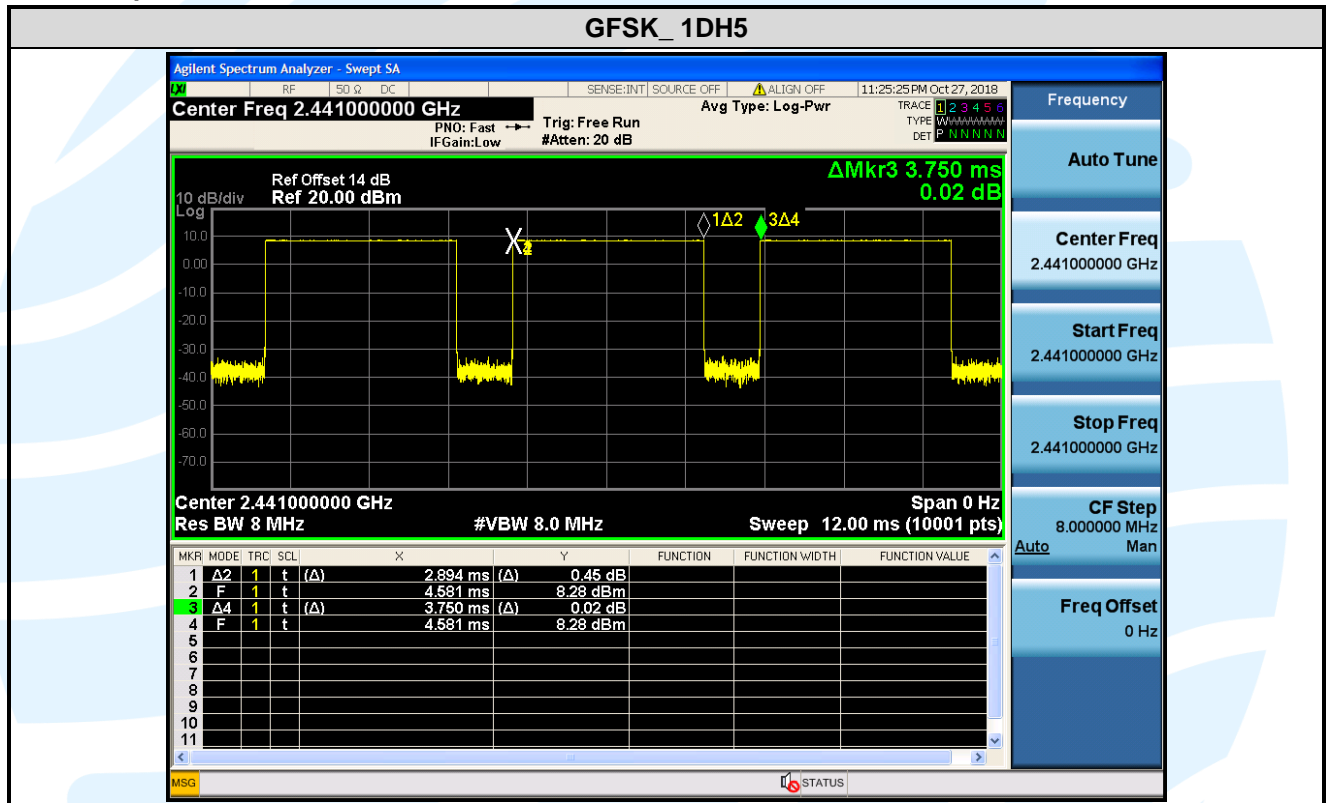 GFSK_ 1DH5
Agilent Spectrum Analyzer - Swept SA
LXI RF 50 Ω DC SENSE:INT SOURCE OFF ALIGN OFF 11:25:25 PM Oct 27, 2018
Center Freq 2.441000000 GHz
PNO: Fast
IFGain:Low
Trig: Free Run
#Atten: 20 dB
Avg Type: Log-Pwr
TRACE 1 2 3 4 5 6
TYPE WWWWWW
DET P N N N N N
Frequency
Auto Tune
Center Freq
2.441000000 GHz
Start Freq
2.441000000 GHz
Stop Freq
2.441000000 GHz
CF Step
8.000000 MHz
Auto Man
Freq Offset
0 Hz
ΔMkr3 3.750 ms
0.02 dB
Ref Offset 14 dB
10 dB/div Ref 20.00 dBm
Log
10.0
0.00
-10.0
-20.0
-30.0
-40.0
-50.0
-60.0
-70.0
1Δ2
3Δ4
Center 2.441000000 GHz Span 0 Hz
Res BW 8 MHz #VBW 8.0 MHz Sweep 12.00 ms (10001 pts)
MKR MODE TRC SCL X Y FUNCTION FUNCTION WIDTH FUNCTION VALUE
1 Δ2 1 t (Δ) 2.894 ms (Δ) 0.45 dB
2 F 1 t 4.581 ms 8.28 dBm
3 Δ4 1 t (Δ) 3.750 ms (Δ) 0.02 dB
4 F 1 t 4.581 ms 8.28 dBm
5
6
7
8
9
10
11
MSG STATUS